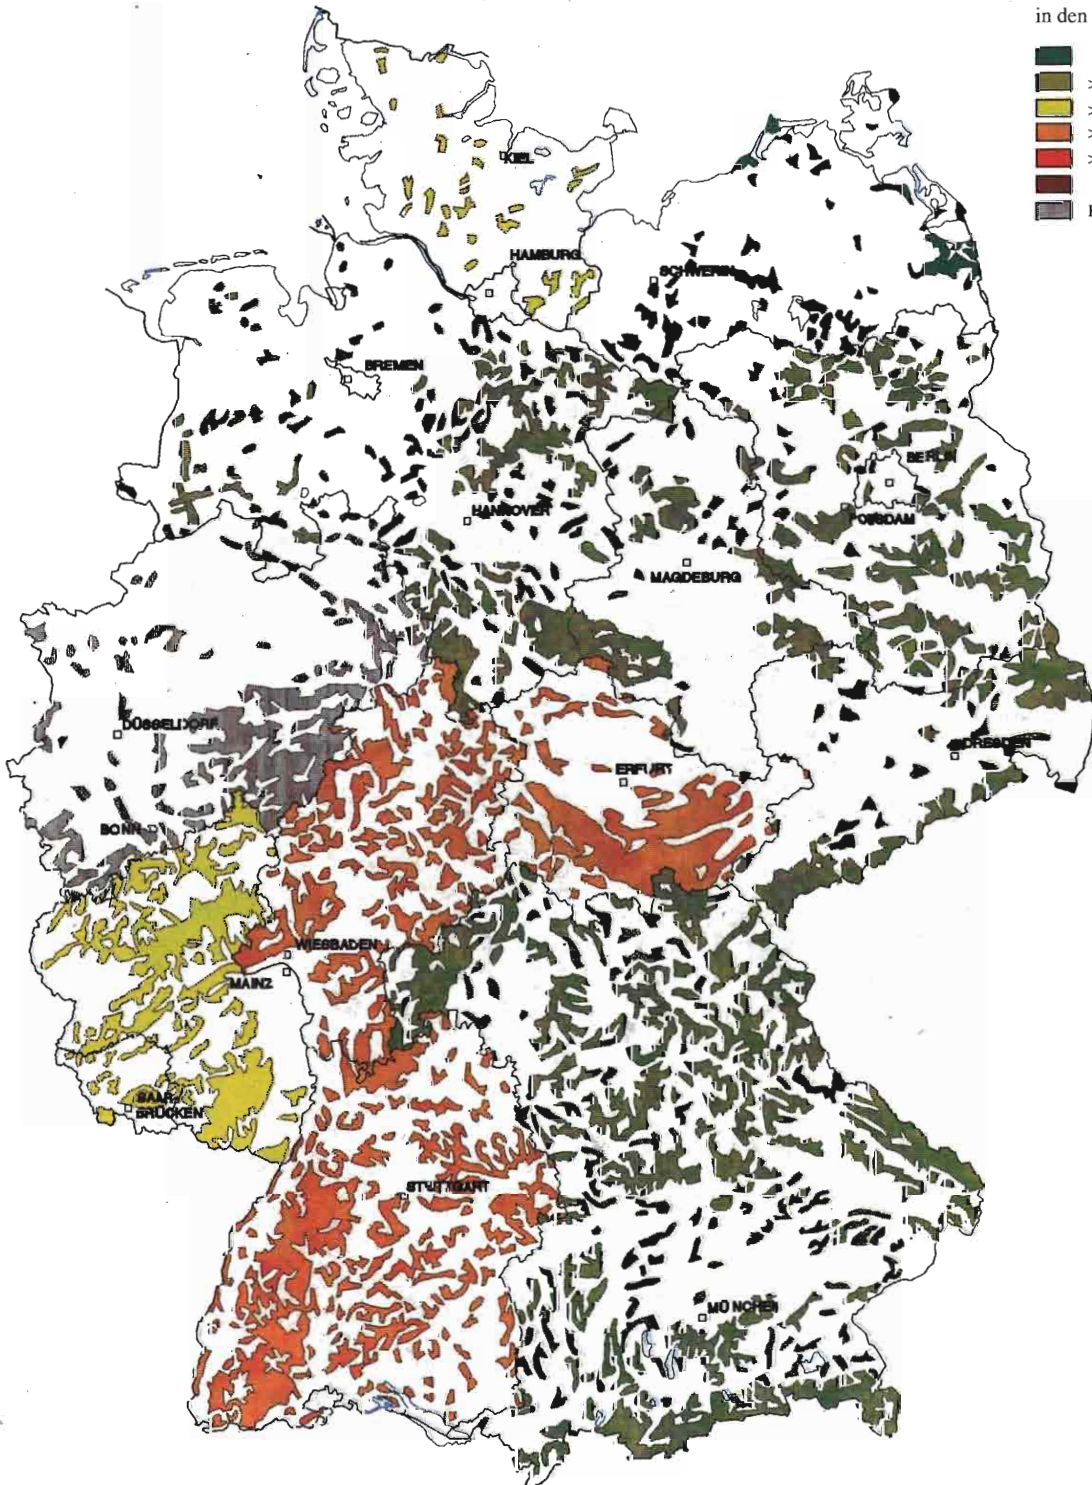 in den
>
>
>
>
KIEL
HAMBURG
SCHWERIN
BREMEN
BERLIN
HANNOVER
POTSDAM
MAGDEBURG
DÜSSELDORF
DRESDEN
ERFURT
BONN
WIESBADEN
MAINZ
SAAR-
BRÜCKEN
STUTTGART
MÜNCHEN